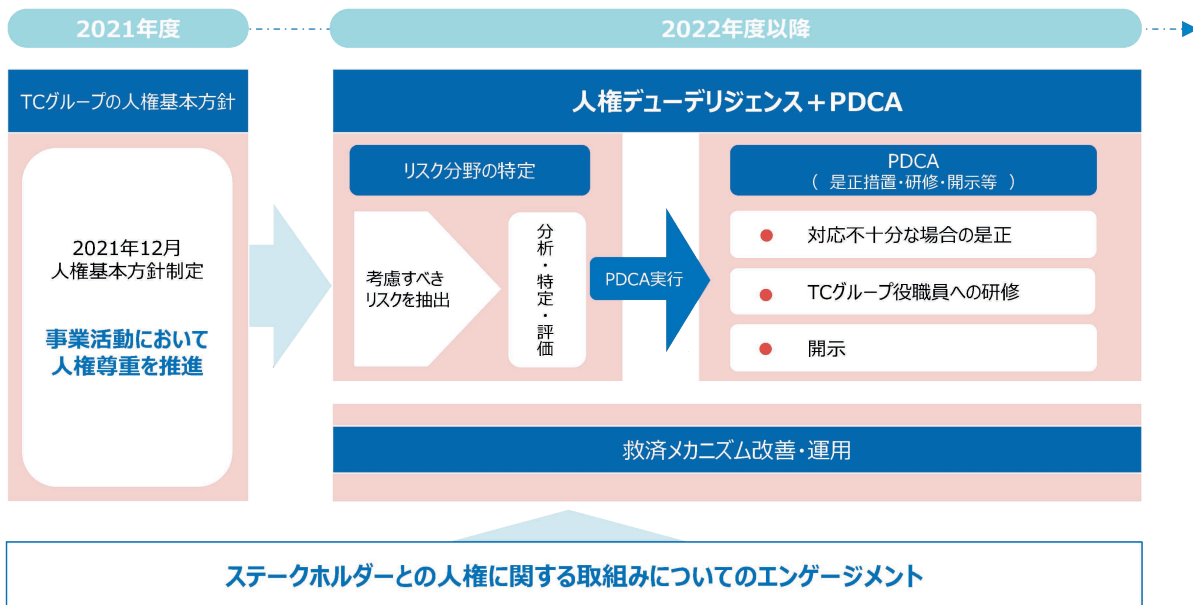 2021年度
2022年度以降
TCグループの人権基本方針
2021年12月
人権基本方針制定
事業活動において
人権尊重を推進
人権デューデリジェンス+PDCA
リスク分野の特定
考慮すべき
リスクを抽出
分析・特定・評価
PDCA実行
PDCA
( 是正措置・研修・開示等 )
● 対応不十分な場合の是正
● TCグループ役職員への研修
● 開示
救済メカニズム改善・運用
ステークホルダーとの人権に関する取組みについてのエンゲージメント